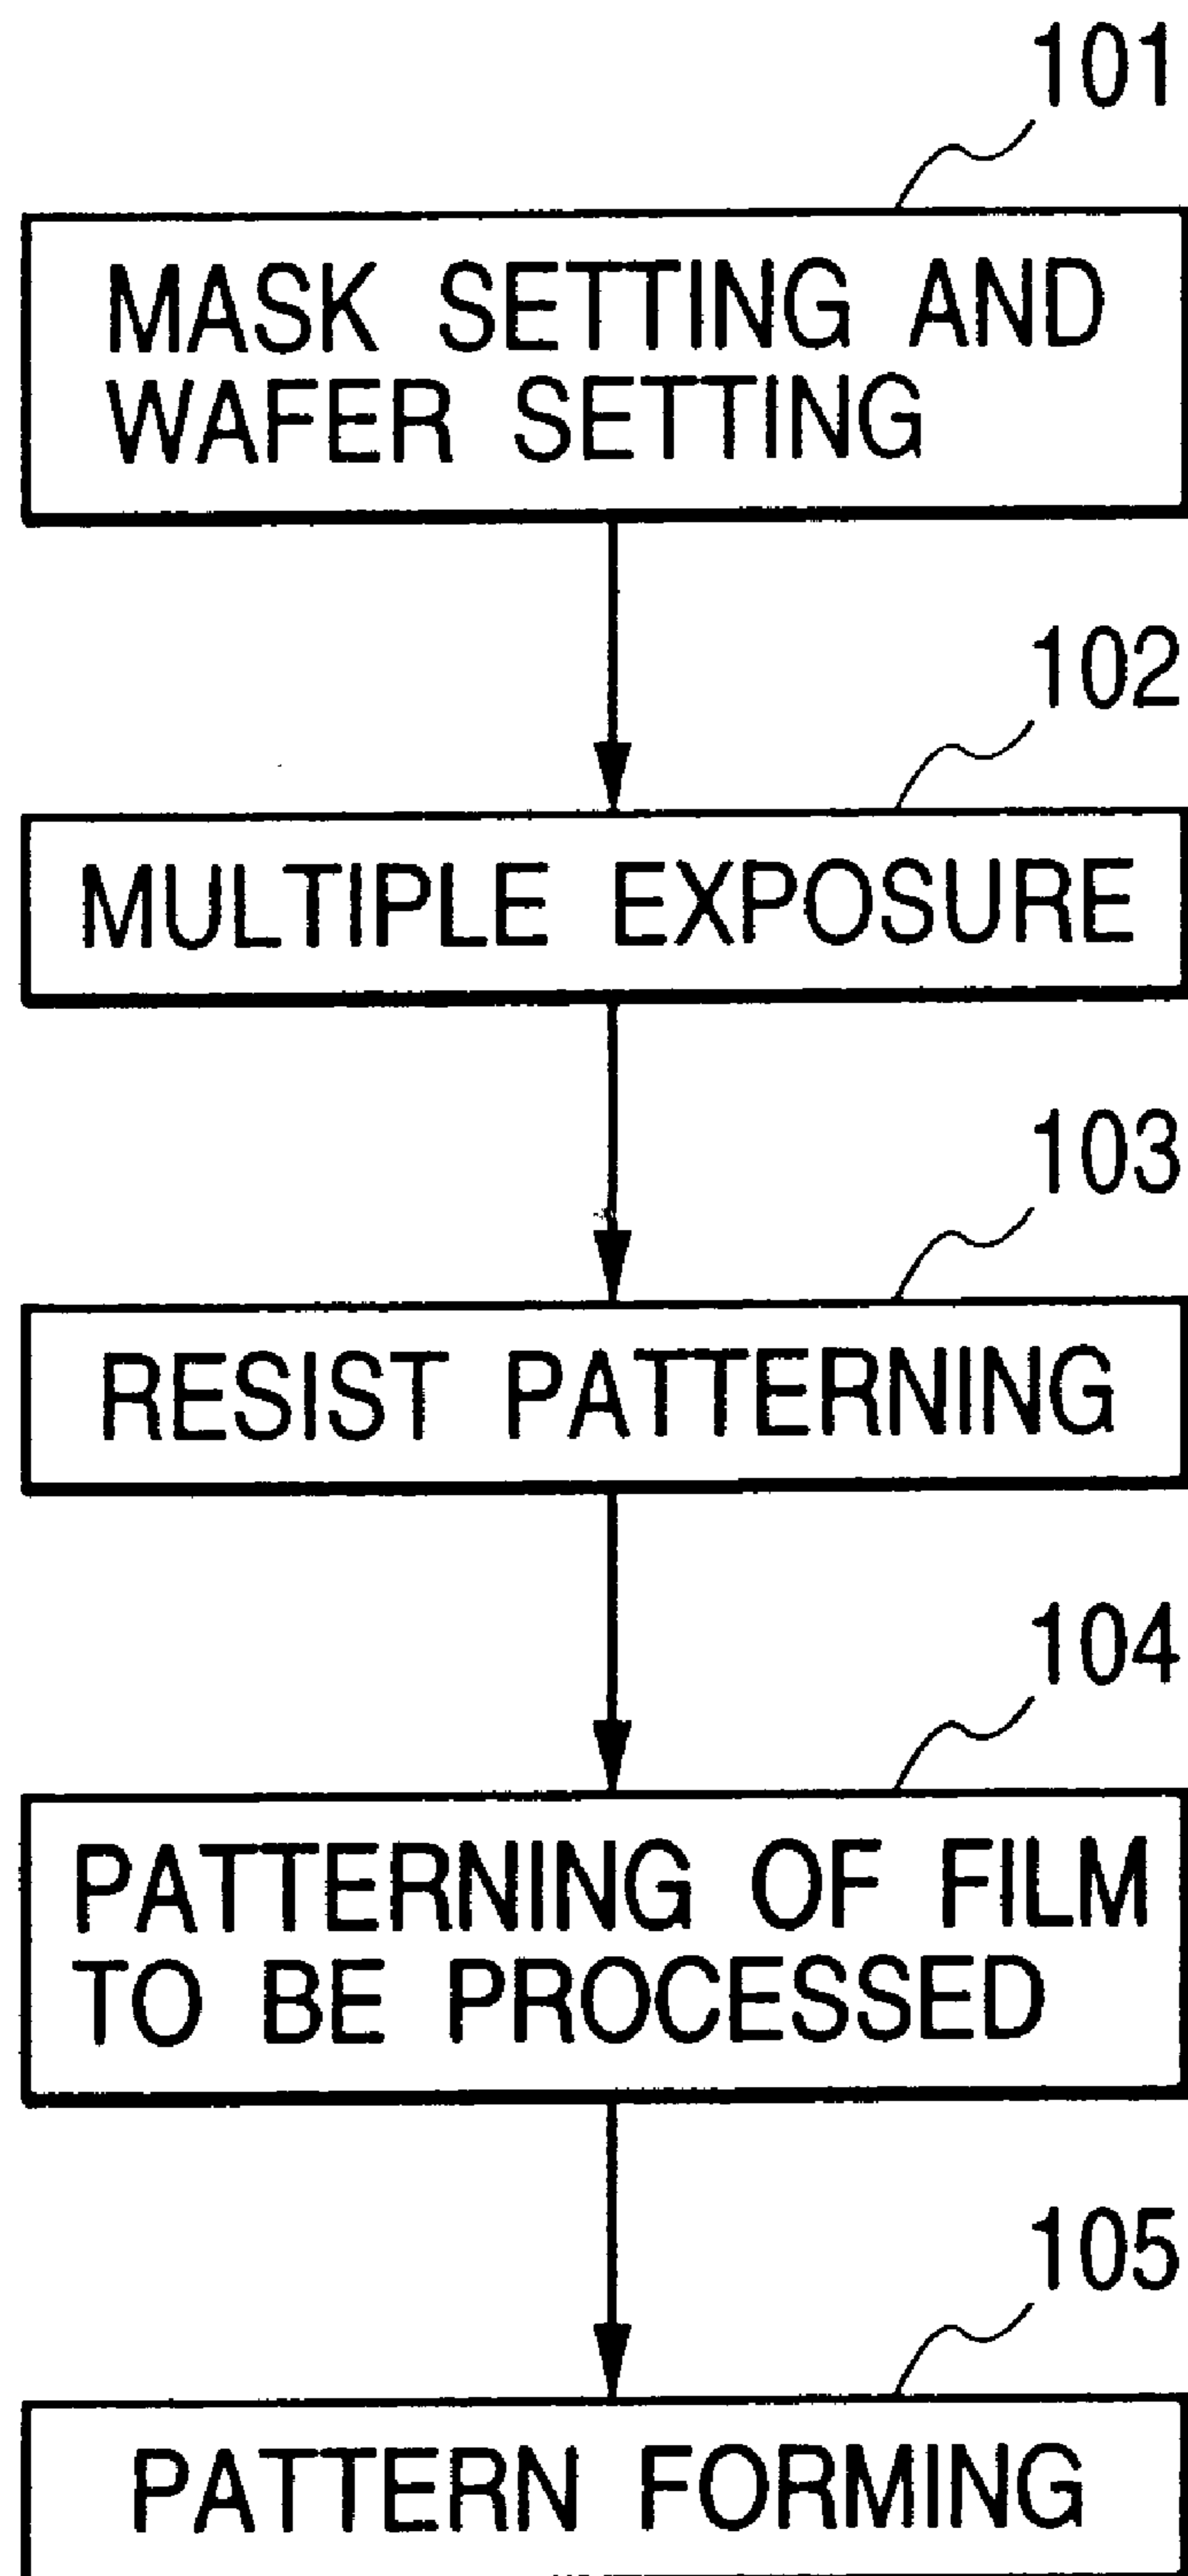 101
MASK SETTING AND
WAFER SETTING
102
MULTIPLE EXPOSURE
103
RESIST PATTERNING
104
PATTERNING OF FILM
TO BE PROCESSED
105
PATTERN FORMING